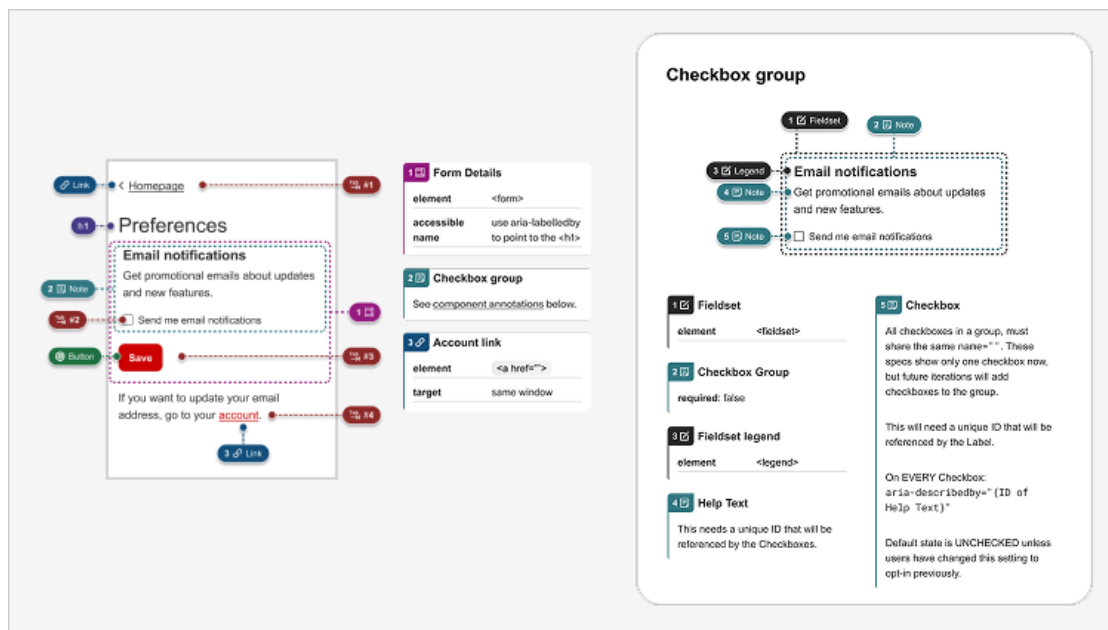 Link
< Homepage
#1
h1
Preferences
Email notifications
Get promotional emails about updates
and new features.
2 Note
#2
Send me email notifications
1
Button
Save
#3
If you want to update your email
address, go to your account.
#4
3 Link
1 Form Details
element <form>
accessible use aria-labelledby
name to point to the <h1>
2 Checkbox group
See component annotations below.
3 Account link
element <a href="">
target same window
Checkbox group
1 Fieldset
2 Note
3 Legend
Email notifications
4 Note
Get promotional emails about updates
and new features.
5 Note
Send me email notifications
1 Fieldset
element <fieldset>
2 Checkbox Group
required: false
3 Fieldset legend
element <legend>
4 Help Text
This needs a unique ID that will be
referenced by the Checkboxes.
5 Checkbox
All checkboxes in a group, must
share the same name="". These
specs show only one checkbox now,
but future iterations will add
checkboxes to the group.
This will need a unique ID that will be
referenced by the Label.
On EVERY Checkbox:
aria-describedby="(ID of
Help Text)"
Default state is UNCHECKED unless
users have changed this setting to
opt-in previously.